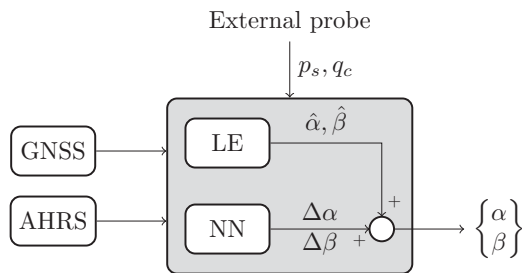 External probe
p_s, q_c
α̂, β̂
GNSS
LE
+
AHRS
NN
Δα
Δβ
+
{α β}